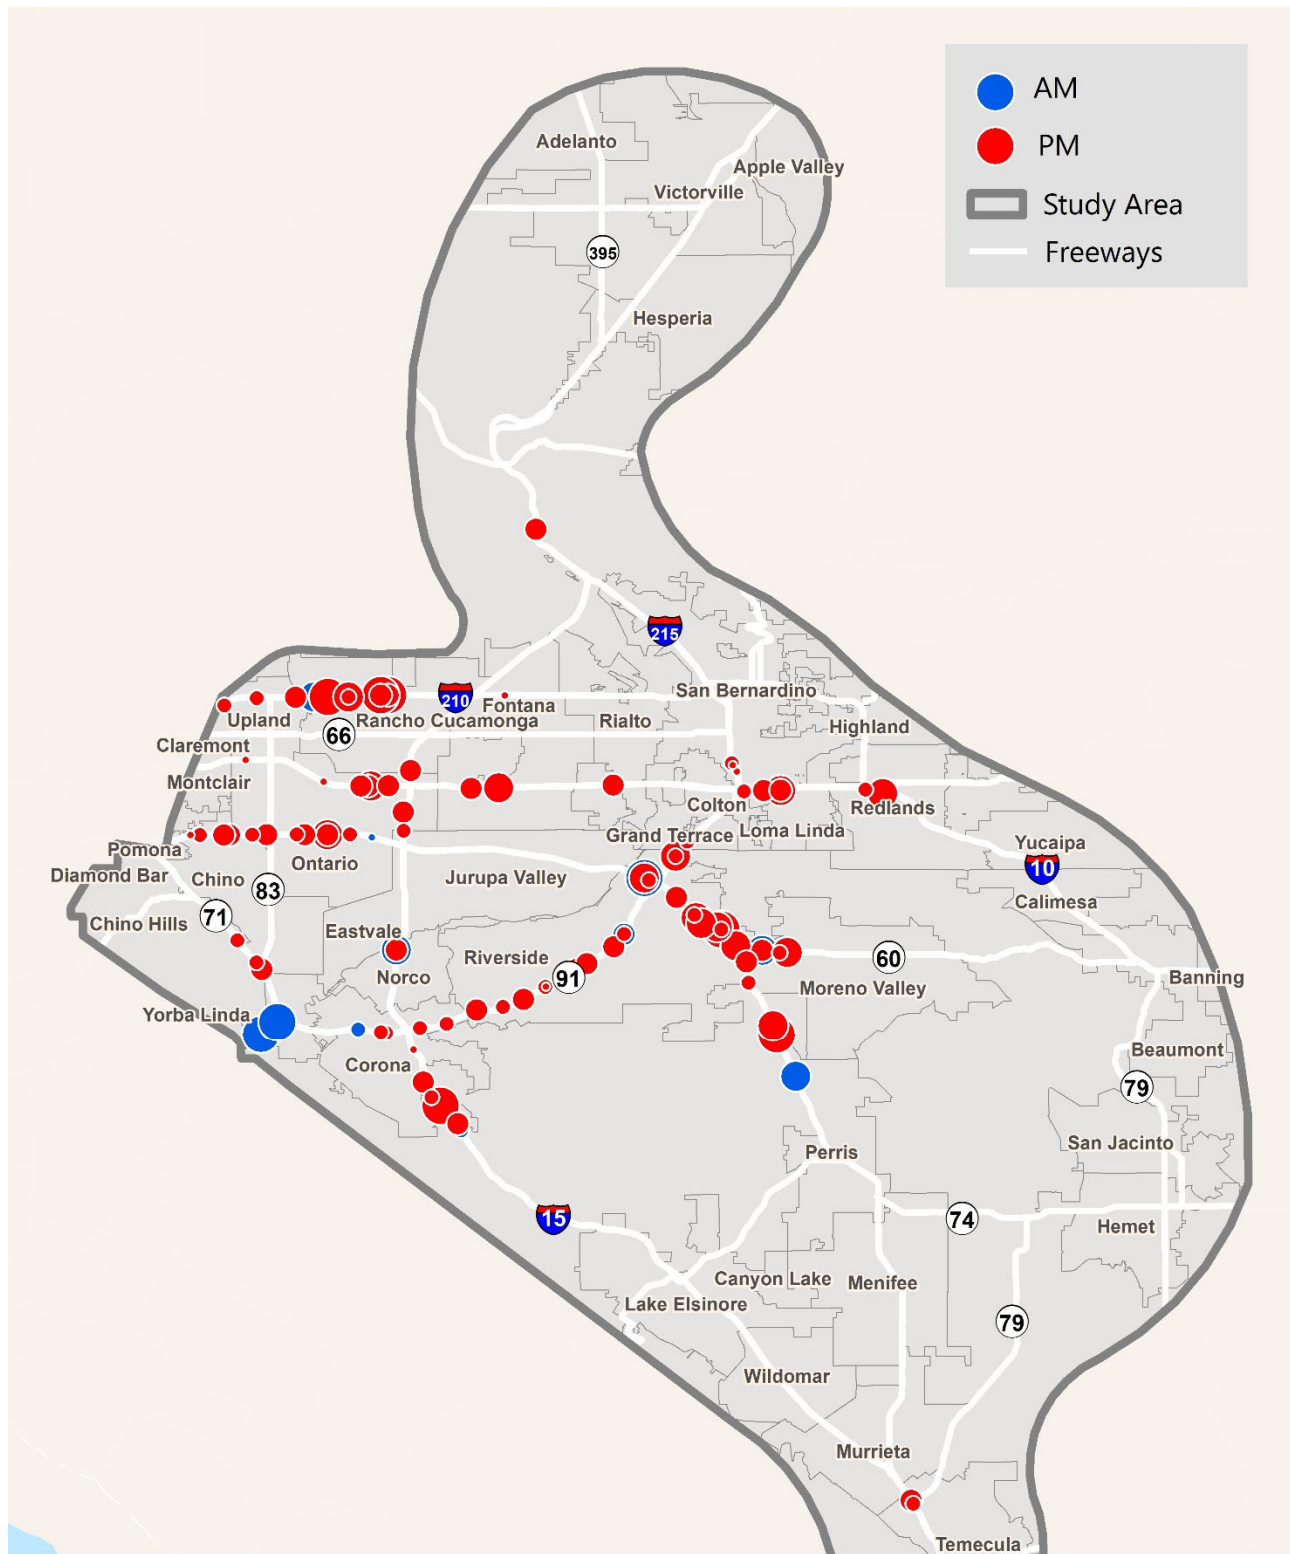 AM
PM
Study Area
Freeways
Adelanto
Apple Valley
Victorville
395
Hesperia
215
San Bernardino
210
Fontana
Upland
Rancho Cucamonga
Rialto
Highland
66
Claremont
Montclair
Colton
Redlands
Grand Terrace
Loma Linda
Pomona
Ontario
Yucaipa
Diamond Bar
Chino
83
Jurupa Valley
10
Calimesa
Chino Hills
71
Eastvale
Riverside
60
Norco
91
Moreno Valley
Banning
Yorba Linda
Corona
Beaumont
79
San Jacinto
Perris
15
74
Hemet
Canyon Lake
Menifee
Lake Elsinore
79
Wildomar
Murrieta
Temecula